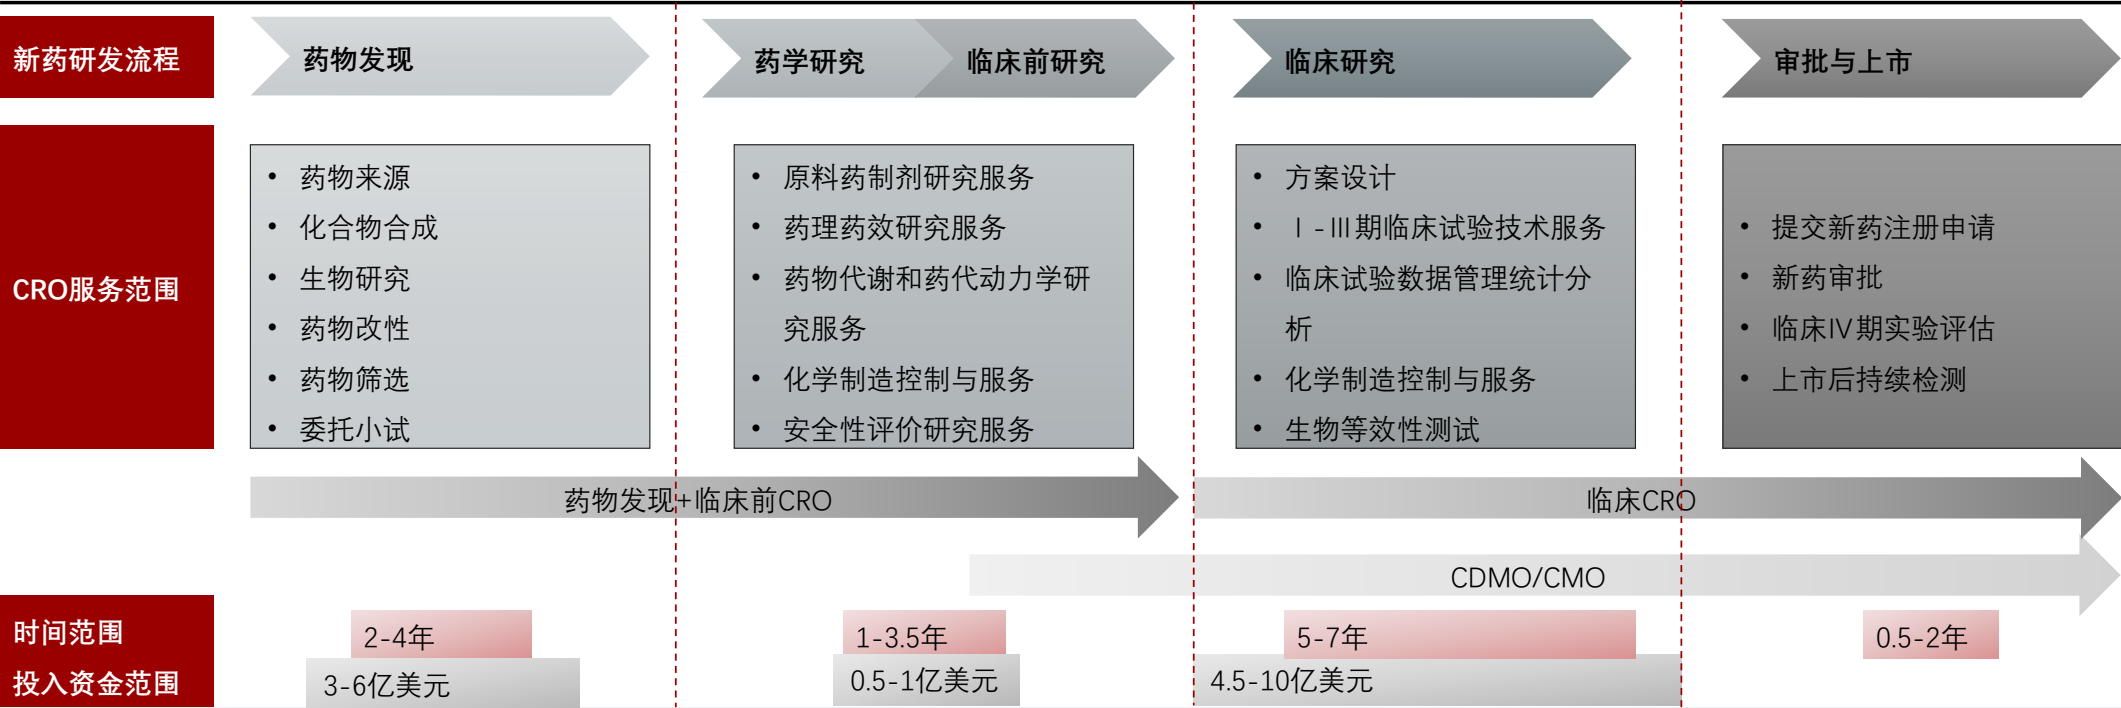 新药研发流程
药物发现
药学研究
临床前研究
临床研究
审批与上市
CRO服务范围
• 药物来源
• 化合物合成
• 生物研究
• 药物改性
• 药物筛选
• 委托小试
• 原料药制剂研究服务
• 药理药效研究服务
• 药物代谢和药代动力学研
究服务
• 化学制造控制与服务
• 安全性评价研究服务
• 方案设计
• Ⅰ-Ⅲ期临床试验技术服务
• 临床试验数据管理统计分
析
• 化学制造控制与服务
• 生物等效性测试
• 提交新药注册申请
• 新药审批
• 临床Ⅳ期实验评估
• 上市后持续检测
药物发现+临床前CRO
临床CRO
CDMO/CMO
时间范围
2-4年
1-3.5年
5-7年
0.5-2年
投入资金范围
3-6亿美元
0.5-1亿美元
4.5-10亿美元